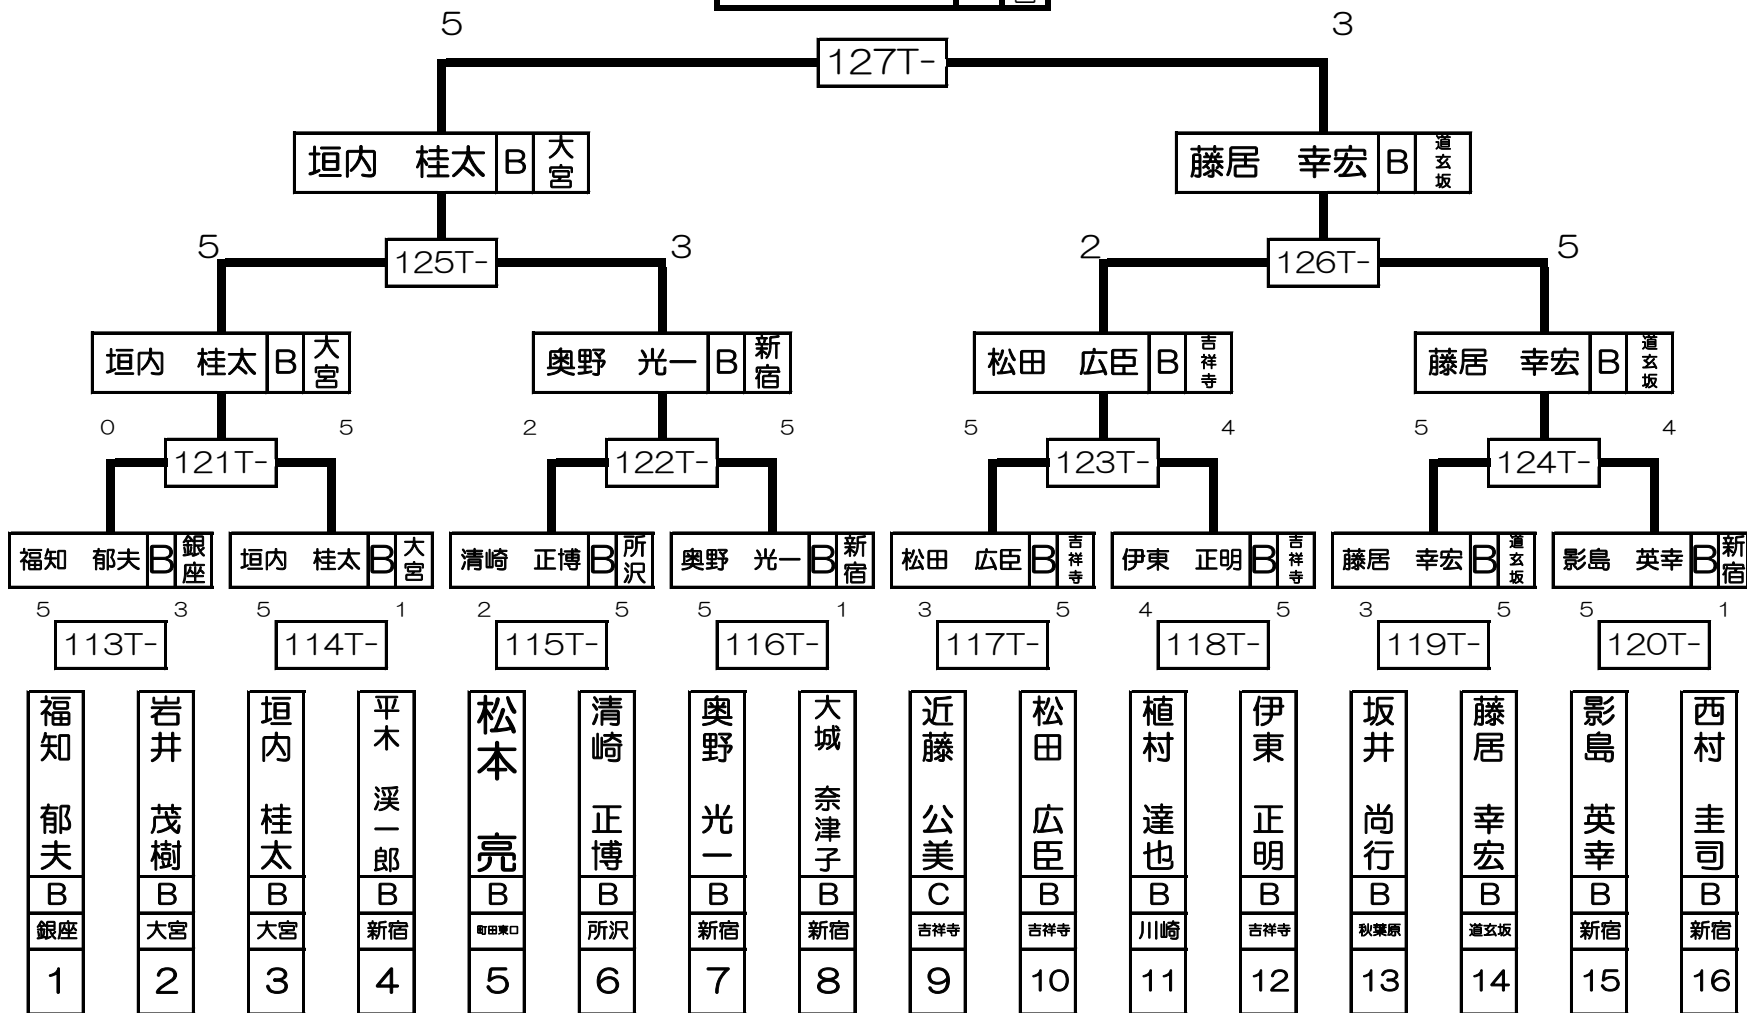 5 3
127T-
垣内 桂太 B 大宮
藤居 幸宏 B 道玄坂
5 3 2 5
125T- 126T-
垣内 桂太 B 大宮
奥野 光一 B 新宿
松田 広臣 B 吉祥寺
藤居 幸宏 B 道玄坂
0 5 2 5 5 4 5 4
121T- 122T- 123T- 124T-
福知 郁夫 B 銀座
垣内 桂太 B 大宮
清崎 正博 B 所沢
奥野 光一 B 新宿
松田 広臣 B 吉祥寺
伊東 正明 B 吉祥寺
藤居 幸宏 B 道玄坂
影島 英幸 B 新宿
5 3 5 1 2 5 5 1 3 5 4 5 3 5 5 1
113T- 114T- 115T- 116T- 117T- 118T- 119T- 120T-
福知 郁夫 B 銀座 1
岩井 茂樹 B 大宮 2
垣内 桂太 B 大宮 3
平木 渓一郎 B 新宿 4
松本 亮 B 町田東口 5
清崎 正博 B 所沢 6
奥野 光一 B 新宿 7
大城 奈津子 B 新宿 8
近藤 公美 C 吉祥寺 9
松田 広臣 B 吉祥寺 10
植村 達也 B 川崎 11
伊東 正明 B 吉祥寺 12
坂井 尚行 B 秋葉原 13
藤居 幸宏 B 道玄坂 14
影島 英幸 B 新宿 15
西村 圭司 B 新宿 16